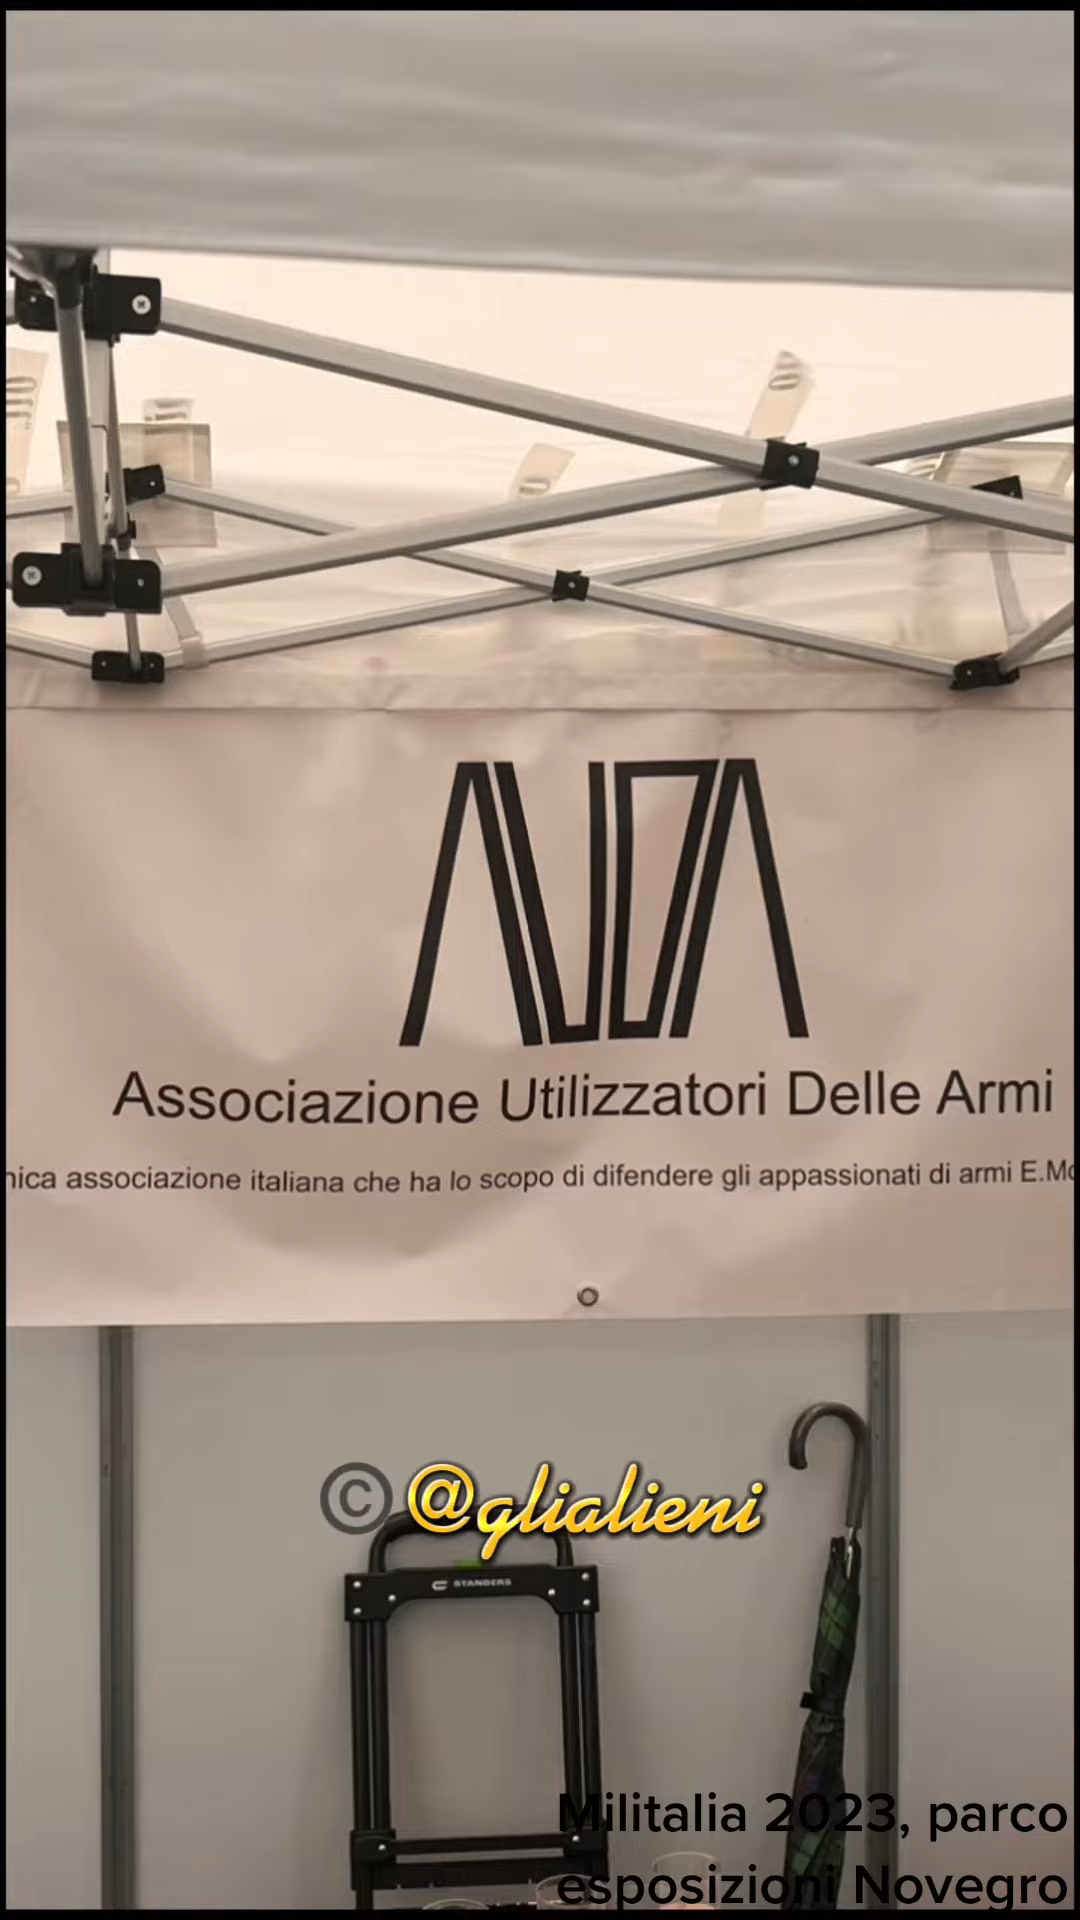 AUDA
Associazione Utilizzatori Delle Armi
associazione italiana che ha lo scopo di difendere gli appassionati di armi
© @glialieni
STANDERS
Militalia 2023, parco
esposizioni Novegro